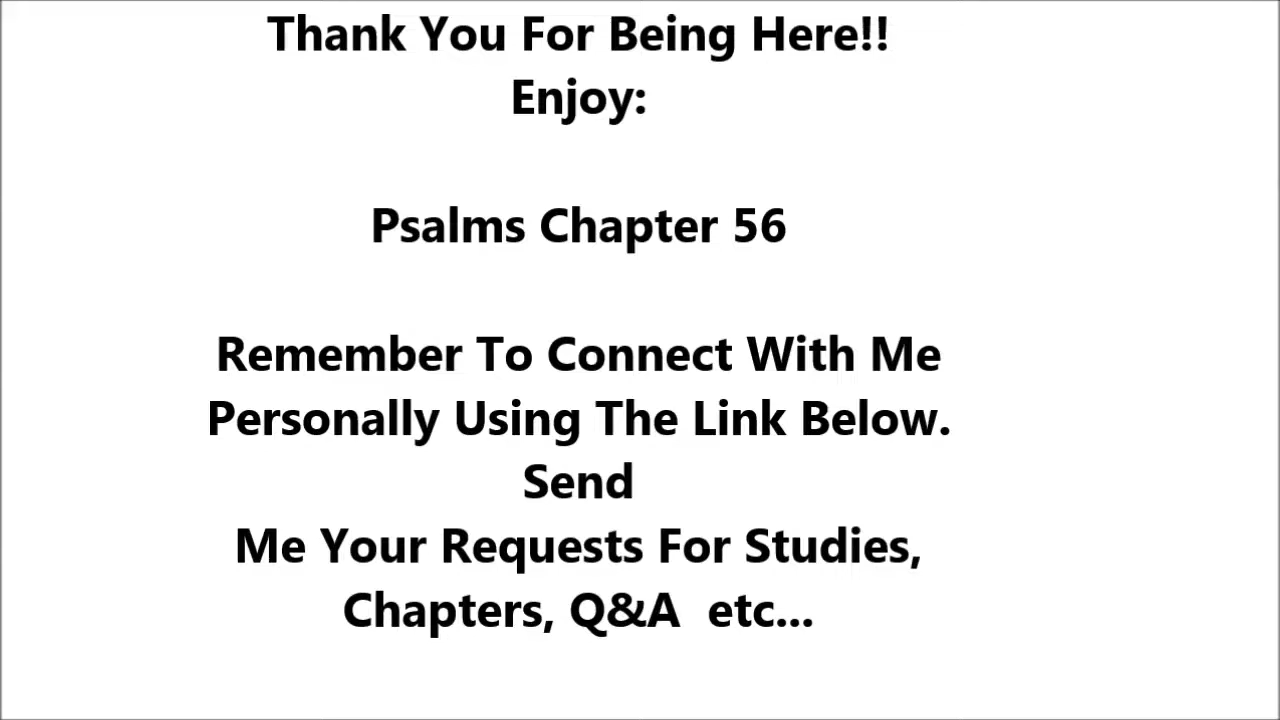 Thank You For Being Here!!
Enjoy:
Psalms Chapter 56
Remember To Connect With Me
Personally Using The Link Below.
Send
Me Your Requests For Studies,
Chapters, Q&A  etc...